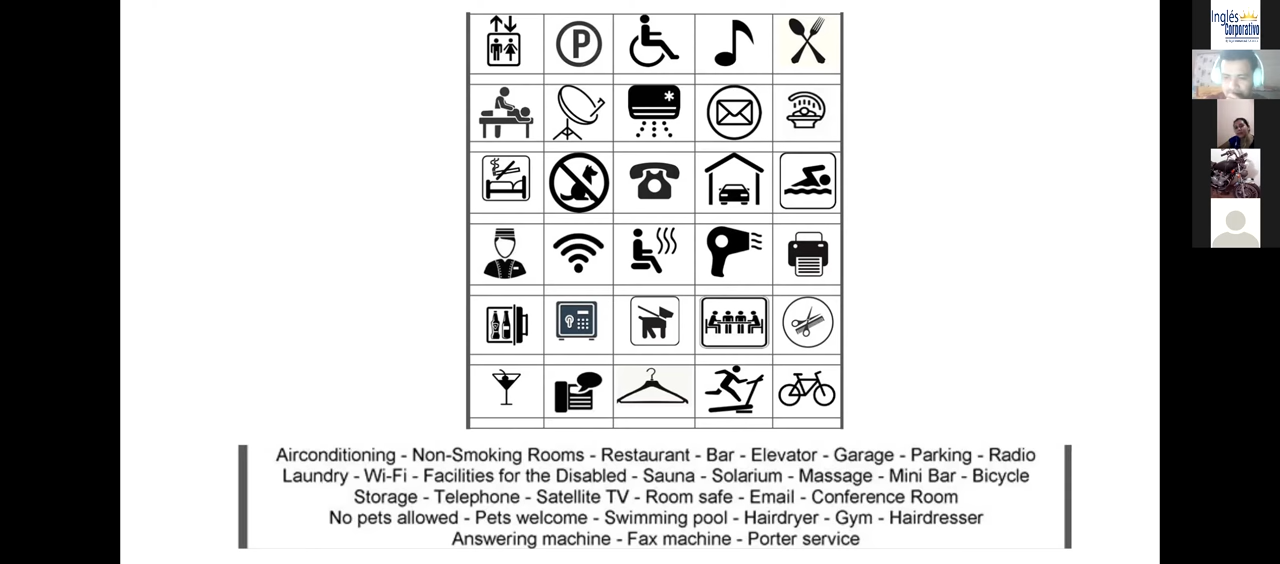 P
Airconditioning - Non-Smoking Rooms - Restaurant - Bar - Elevator - Garage - Parking - Radio
Laundry - Wi-Fi - Facilities for the Disabled - Sauna - Solarium - Massage - Mini Bar - Bicycle
Storage - Telephone - Satellite TV - Room safe - Email - Conference Room
No pets allowed - Pets welcome - Swimming pool - Hairdryer - Gym - Hairdresser
Answering machine - Fax machine - Porter service
Inglés
Corporativo